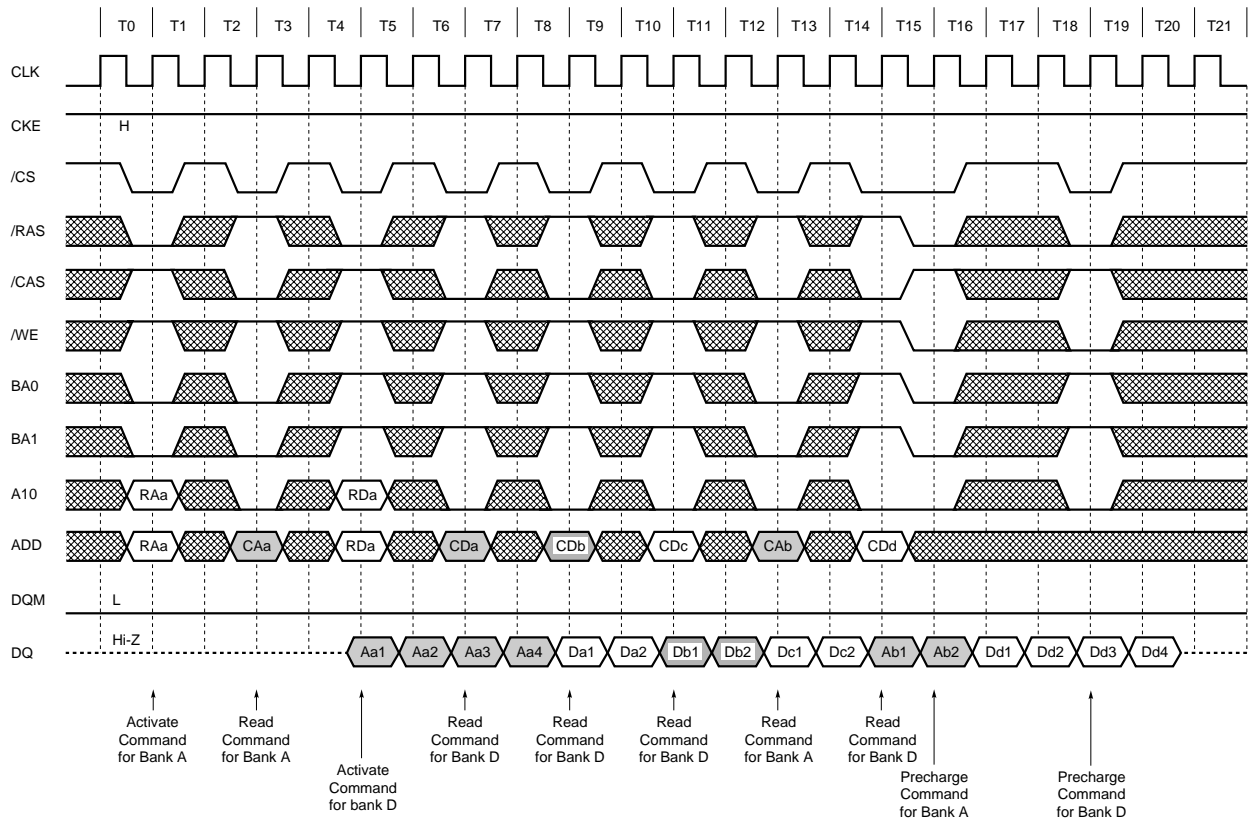 T0 T1 T2 T3 T4 T5 T6 T7 T8 T9 T10 T11 T12 T13 T14 T15 T16 T17 T18 T19 T20 T21
CLK
CKE H
/CS
/RAS
/CAS
/WE
BA0
BA1
A10 RAa RDa
ADD RAa CAa RDa CDa CDb CDc CAb CDd
DQM L
DQ Hi-Z Aa1 Aa2 Aa3 Aa4 Da1 Da2 Db1 Db2 Dc1 Dc2 Ab1 Ab2 Dd1 Dd2 Dd3 Dd4
Activate
Command
for Bank A
Read
Command
for Bank A
Activate
Command
for bank D
Read
Command
for Bank D
Read
Command
for Bank D
Read
Command
for Bank D
Read
Command
for Bank A
Read
Command
for Bank D
Precharge
Command
for Bank A
Precharge
Command
for Bank D